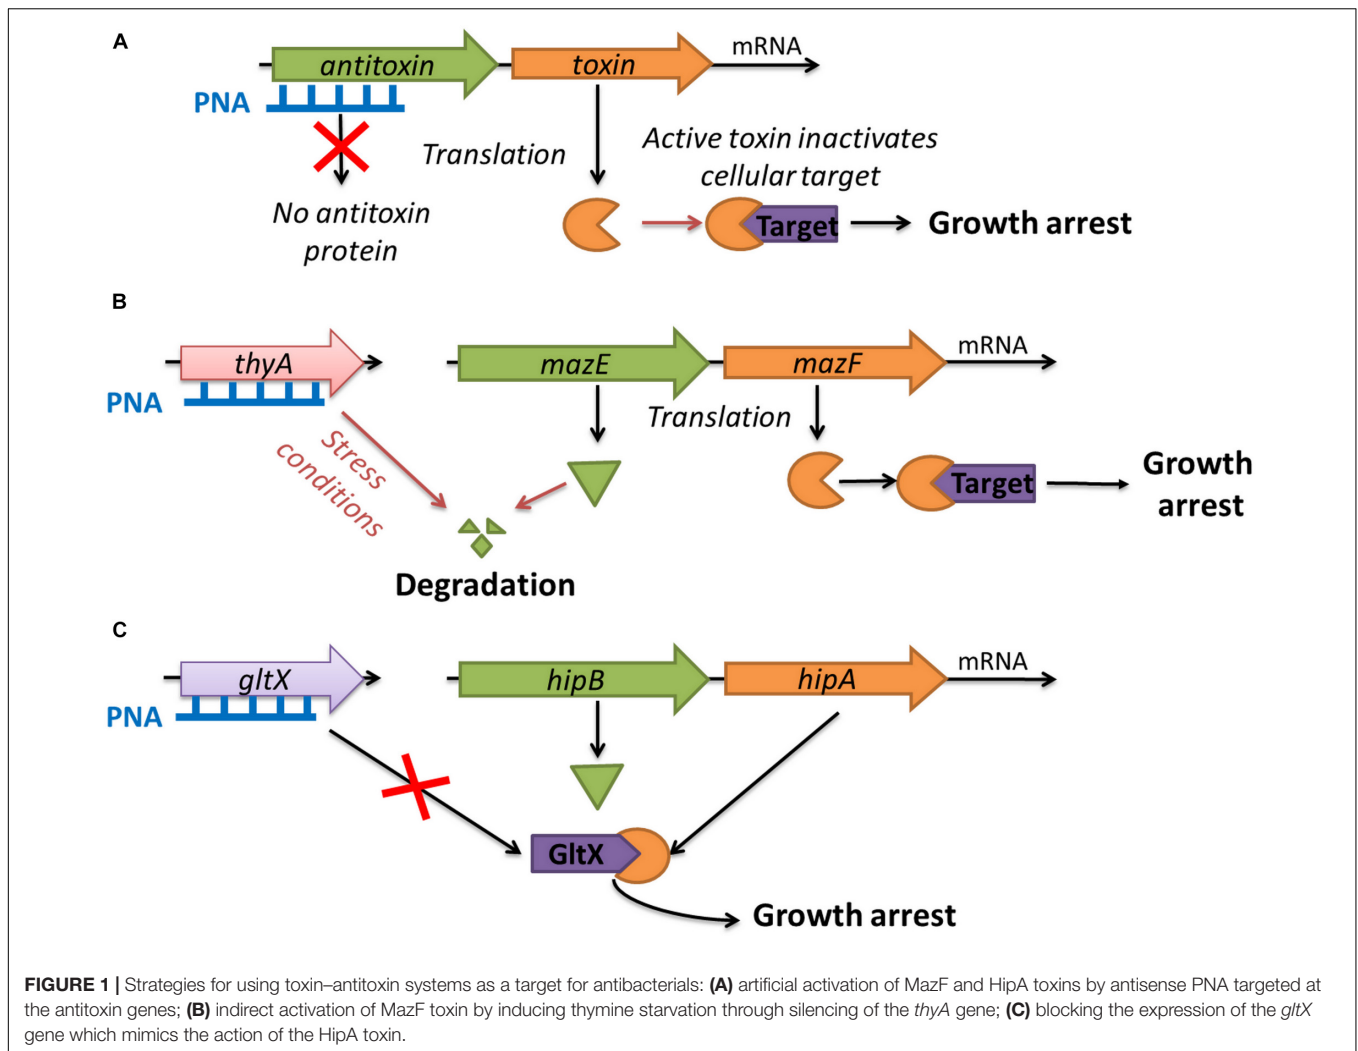 A
antitoxin
toxin
mRNA
PNA
Translation
Active toxin inactivates
cellular target
No antitoxin
protein
Target
Growth arrest
B
thyA
mazE
mazF
mRNA
PNA
Translation
Stress
conditions
Target
Growth
arrest
Degradation
C
gltX
hipB
hipA
mRNA
PNA
GltX
Growth arrest
FIGURE 1 | Strategies for using toxin–antitoxin systems as a target for antibacterials: (A) artificial activation of MazF and HipA toxins by antisense PNA targeted at
the antitoxin genes; (B) indirect activation of MazF toxin by inducing thymine starvation through silencing of the thyA gene; (C) blocking the expression of the gltX
gene which mimics the action of the HipA toxin.